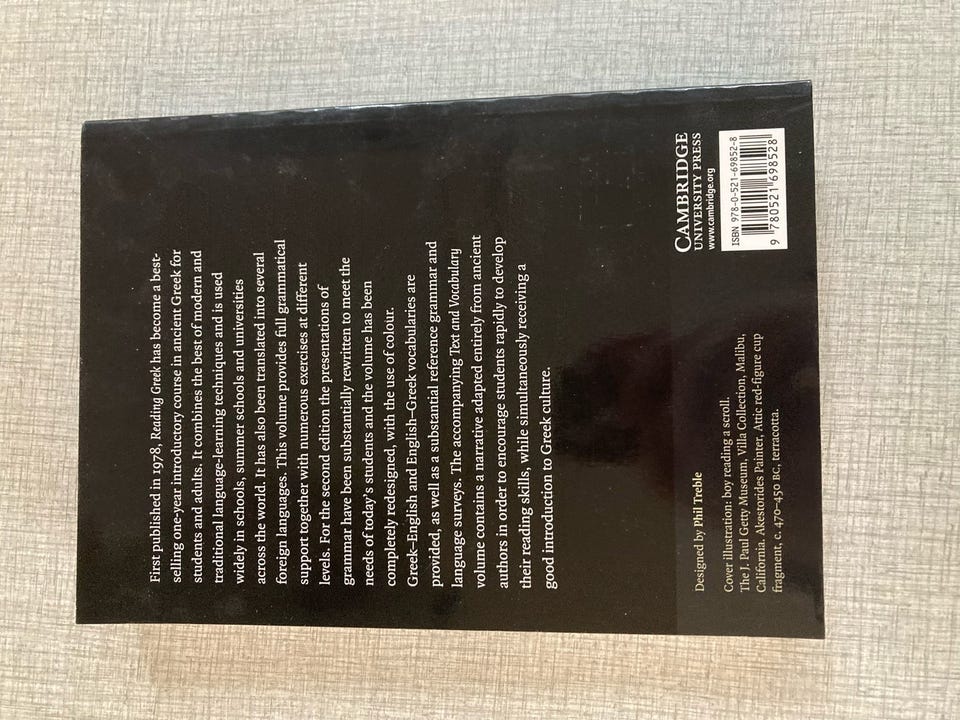 First published in 1978, Reading Greek has become a best-
selling one-year introductory course in ancient Greek for
students and adults. It combines the best of modern and
traditional language-learning techniques and is used
widely in schools, summer schools and universities
across the world. It has also been translated into several
foreign languages. This volume provides full grammatical
support together with numerous exercises at different
levels. For the second edition the presentations of
grammar have been substantially rewritten to meet the
needs of today's students and the volume has been
completely redesigned, with the use of colour.
Greek–English and English–Greek vocabularies are
provided, as well as a substantial reference grammar and
language surveys. The accompanying Text and Vocabulary
volume contains a narrative adapted entirely from ancient
authors in order to encourage students rapidly to develop
their reading skills, while simultaneously receiving a
good introduction to Greek culture.
Designed by Phil Treble
Cover illustration: boy reading a scroll.
The J. Paul Getty Museum, Villa Collection, Malibu,
California. Akestorides Painter, Attic red-figure cup
fragment, c. 470–450 BC, terracotta.
CAMBRIDGE
UNIVERSITY PRESS
www.cambridge.org
ISBN 978-0-521-69852-8
9 780521 698528